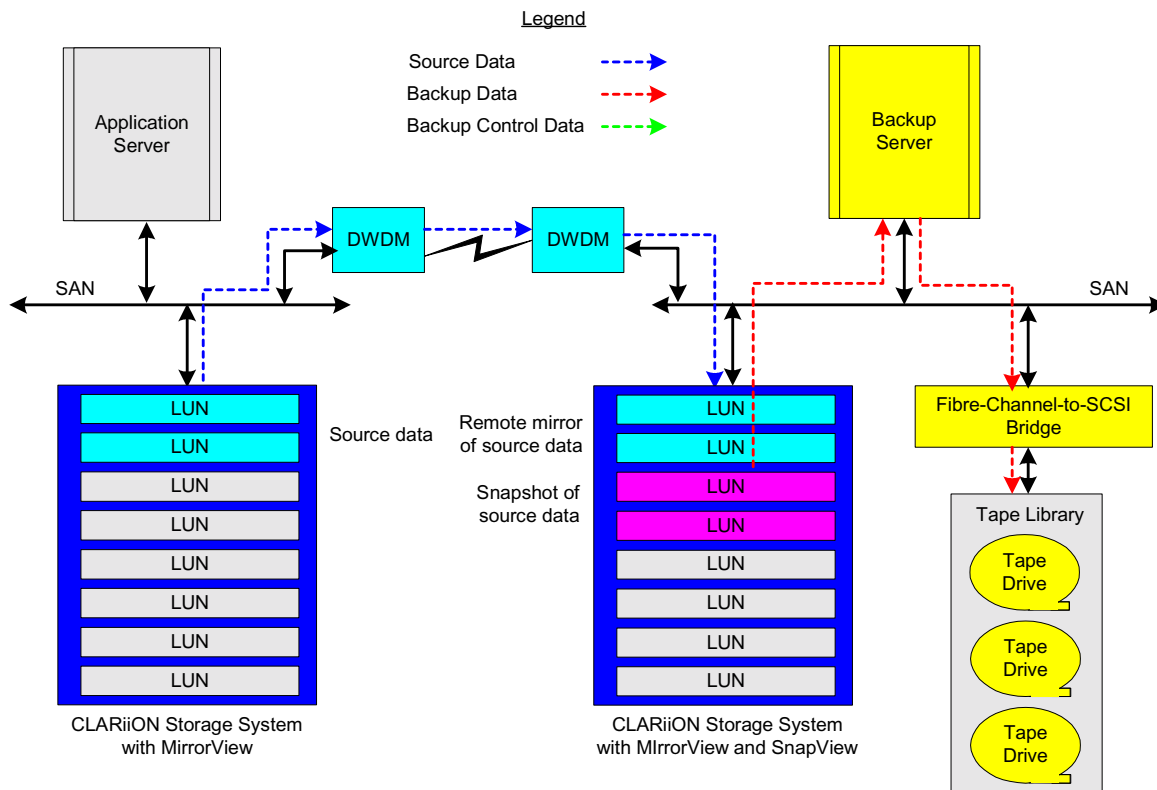 Legend
Source Data
Backup Data
Backup Control Data
Application
Server
Backup
Server
DWDM
DWDM
SAN
SAN
LUN
LUN
LUN
LUN
LUN
LUN
LUN
LUN
Source data
CLARiiON Storage System
with MirrorView
Remote mirror
of source data
Snapshot of
source data
LUN
LUN
LUN
LUN
LUN
LUN
LUN
LUN
CLARiiON Storage System
with MIrrorView and SnapView
Fibre-Channel-to-SCSI
Bridge
Tape Library
Tape
Drive
Tape
Drive
Tape
Drive